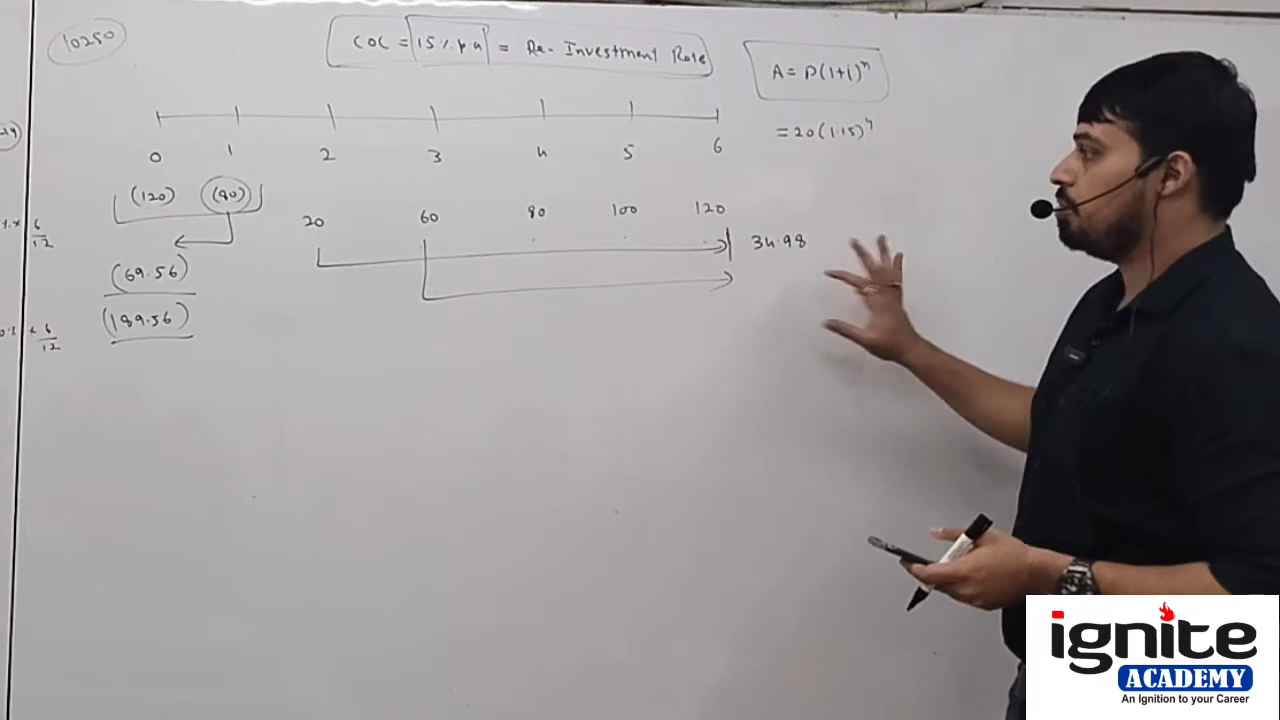 10250
COC = 15% p.a = Re-Investment Rate
A = P(1+i)^n
= 20(1.15)^4
0 1 2 3 4 5 6
(120) (80) 20 60 80 100 120
6/12
34.98
(69.56)
(189.56)
6/12
ignite
ACADEMY
An Ignition to your Career